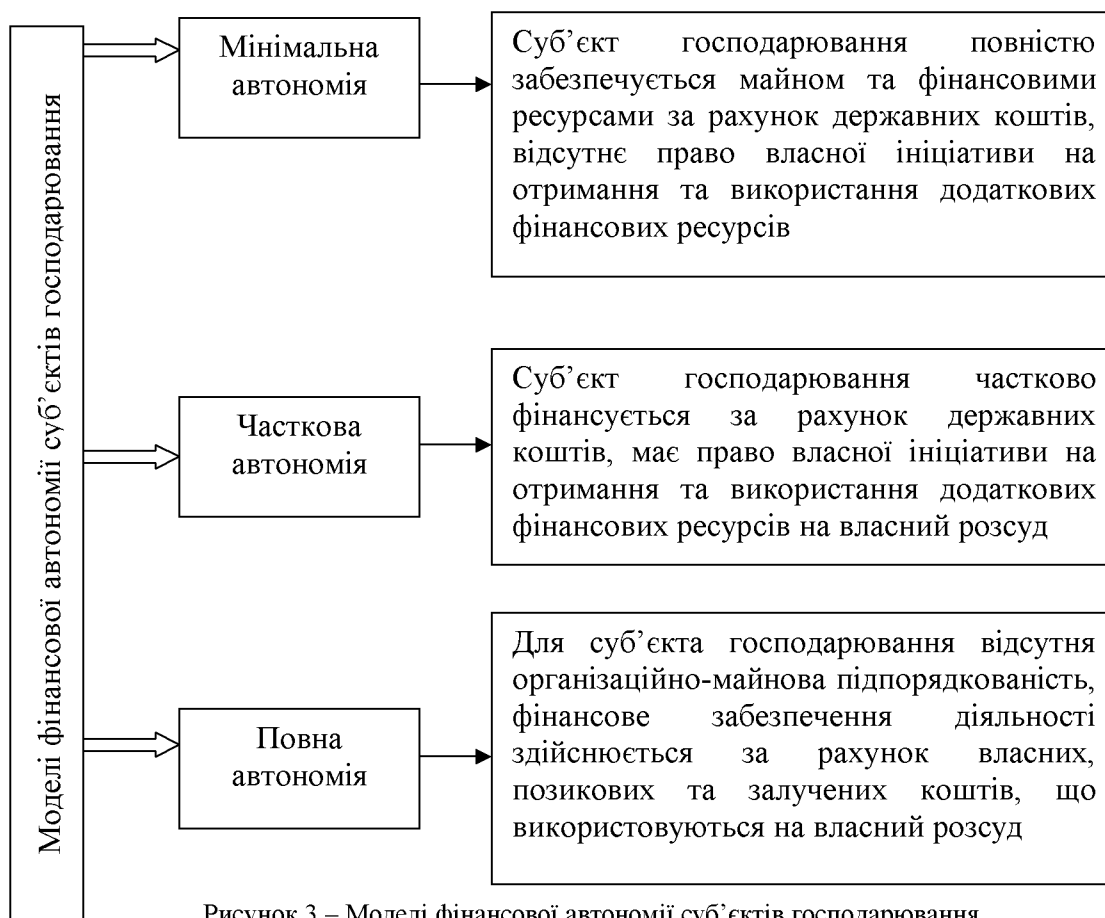 Моделі фінансової автономії суб’єктів господарювання
Мінімальна
автономія
Суб’єкт господарювання повністю
забезпечується майном та фінансовими
ресурсами за рахунок державних коштів,
відсутнє право власної ініціативи на
отримання та використання додаткових
фінансових ресурсів
Часткова
автономія
Суб’єкт господарювання частково
фінансується за рахунок державних
коштів, має право власної ініціативи на
отримання та використання додаткових
фінансових ресурсів на власний розсуд
Повна
автономія
Для суб’єкта господарювання відсутня
організаційно-майнова підпорядкованість,
фінансове забезпечення діяльності
здійснюється за рахунок власних,
позикових та залучених коштів, що
використовуються на власний розсуд
Рисунок 3 – Моделі фінансової автономії суб’єктів господарювання